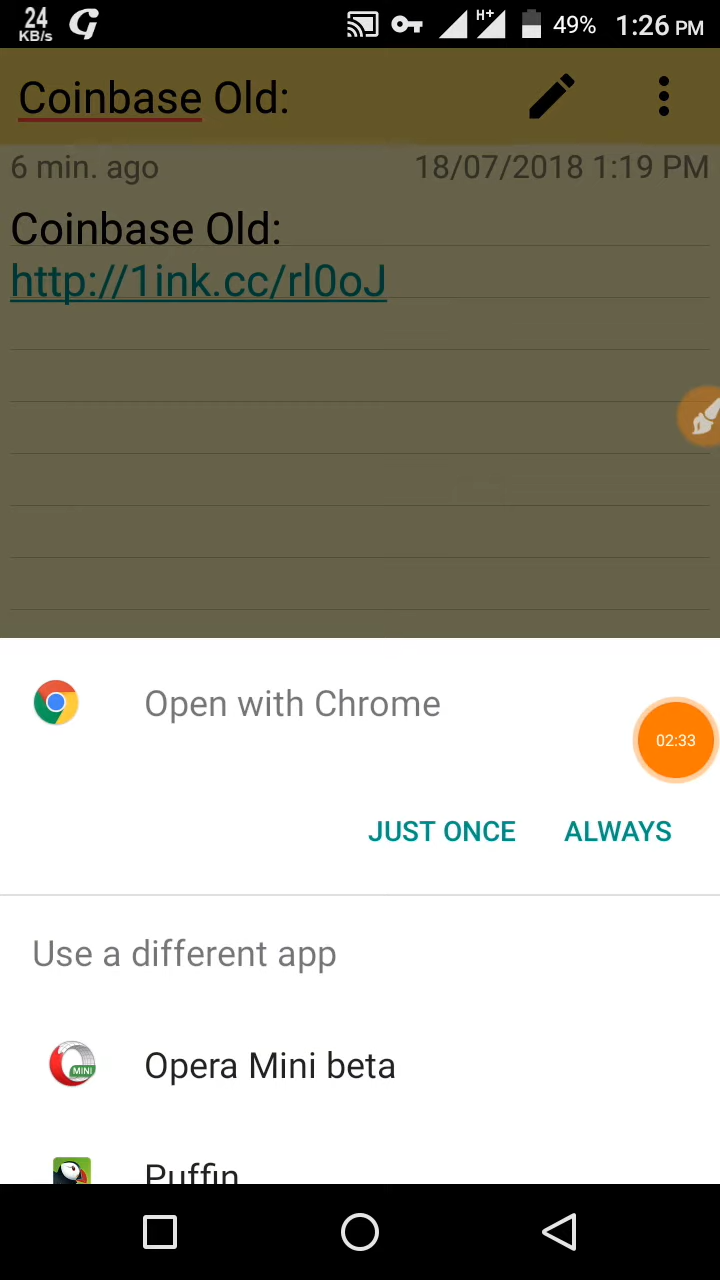 24
KB/s
H+
49%
1:26 PM
Coinbase Old:
6 min. ago
18/07/2018 1:19 PM
Coinbase Old:
http://1ink.cc/rl0oJ
Open with Chrome
02:33
JUST ONCE
ALWAYS
Use a different app
MINI
Opera Mini beta
Puffin